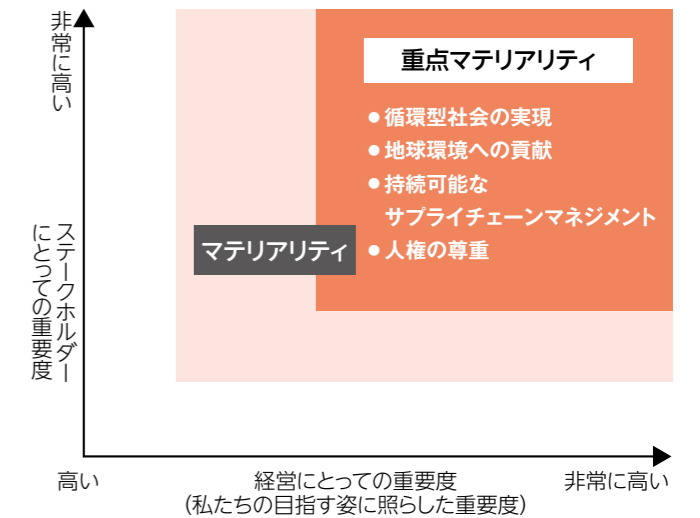 非常に高い
重点マテリアリティ
●循環型社会の実現
●地球環境への貢献
●持続可能な
サプライチェーンマネジメント
●人権の尊重
マテリアリティ
ステークホルダー
にとっての重要度
高い
経営にとっての重要度
(私たちの目指す姿に照らした重要度)
非常に高い